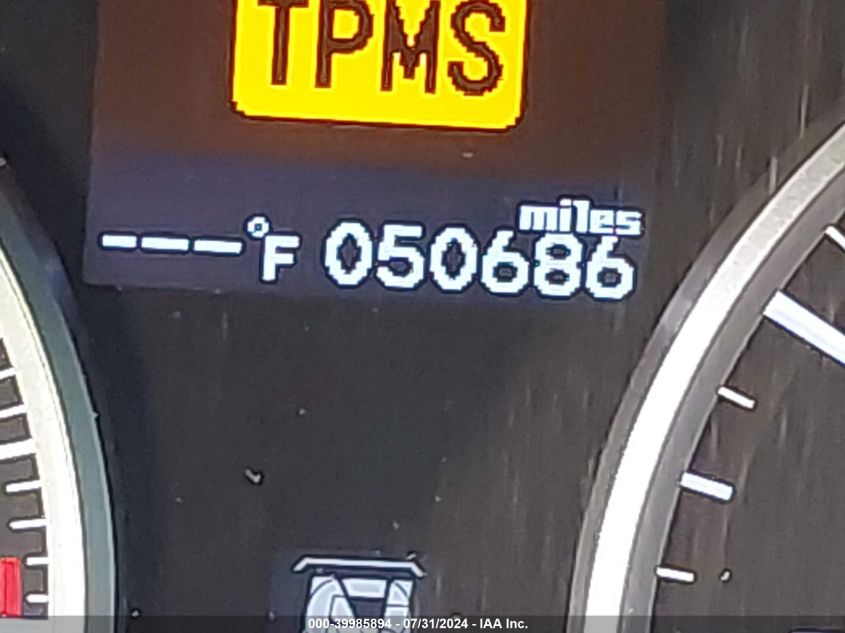 TPMS
miles
---°F 050686
000-39985894 - 07/31/2024 - IAA Inc.